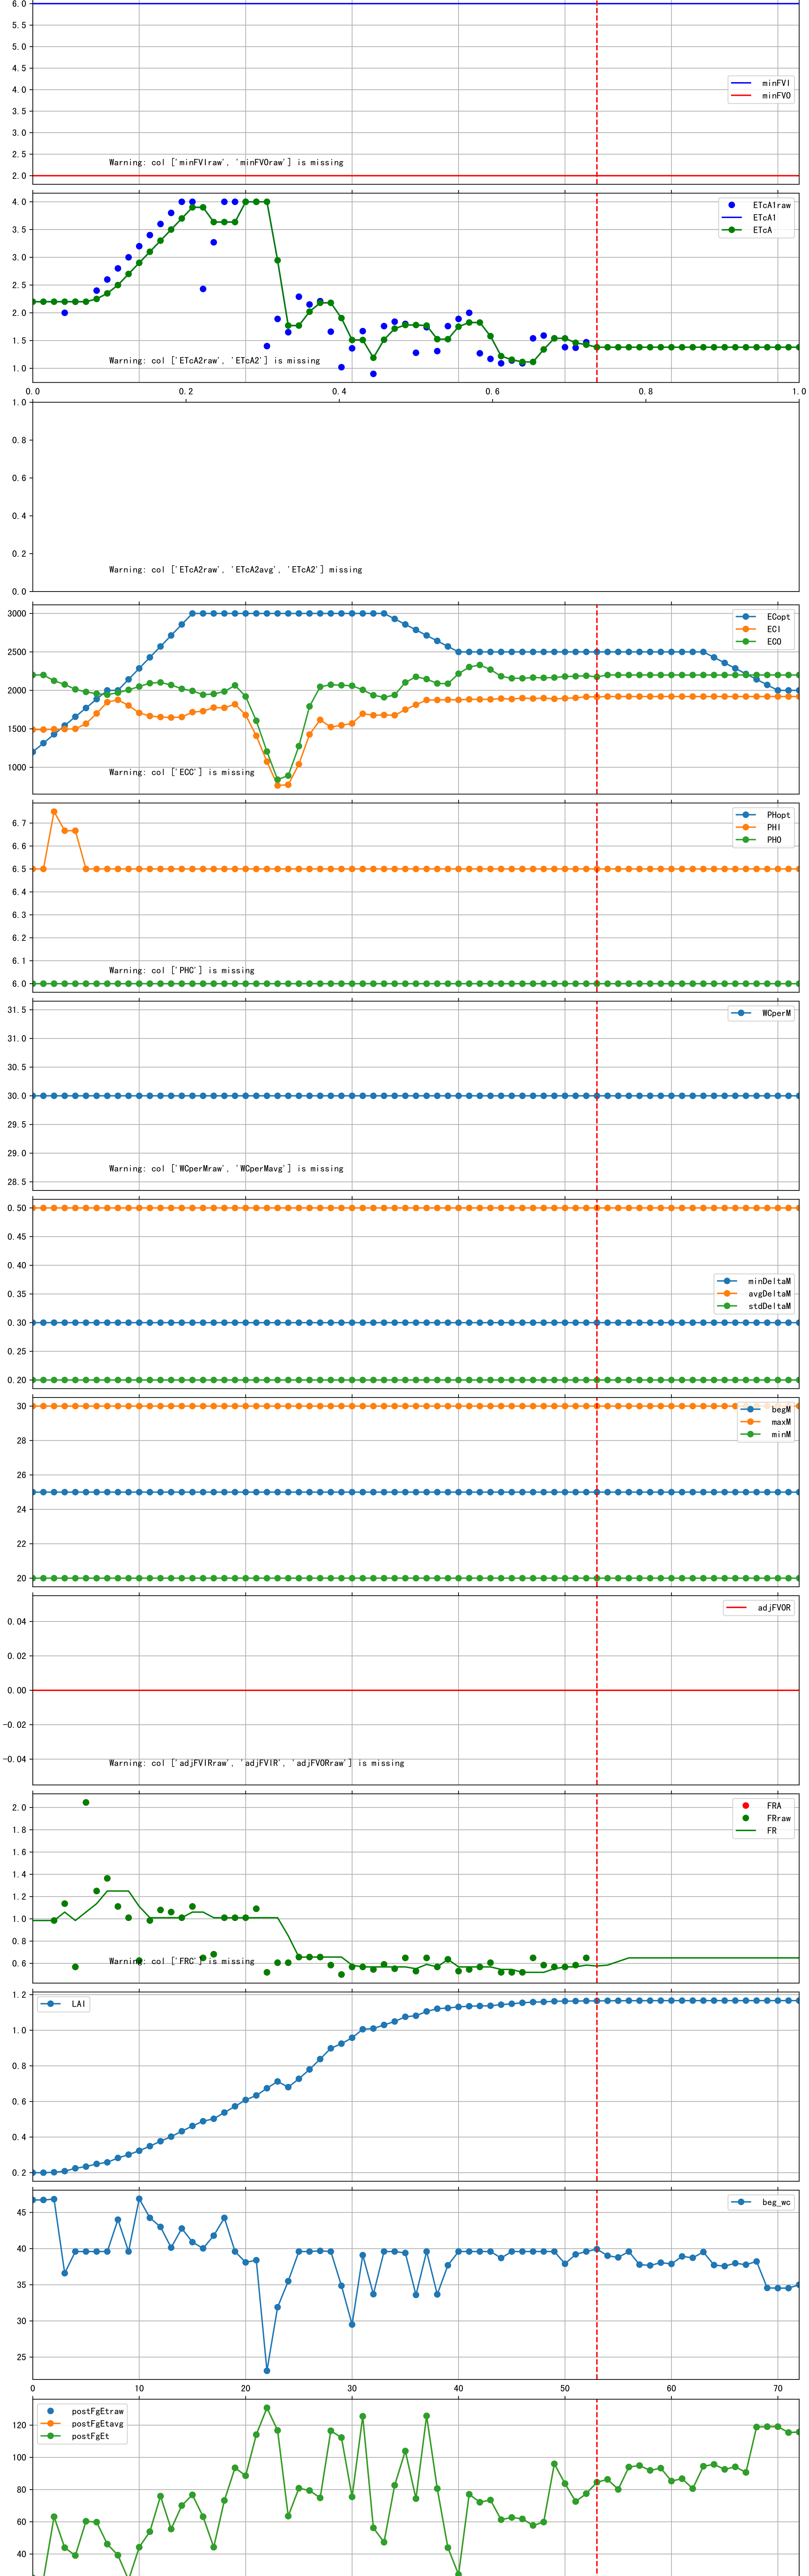 6.0
5.5
5.0
4.5
4.0
3.5
3.0
2.5
2.0
minFVI
minFVO
Warning: col ['minFVIraw', 'minFVOraw'] is missing
4.0
3.5
3.0
2.5
2.0
1.5
1.0
ETcA1raw
ETcA1
ETcA
Warning: col ['ETcA2raw', 'ETcA2'] is missing
0.0 0.2 0.4 0.6 0.8 1.0
1.0
0.8
0.6
0.4
0.2
0.0
Warning: col ['ETcA2raw', 'ETcA2avg', 'ETcA2'] missing
3000
2500
2000
1500
1000
ECopt
ECI
ECO
Warning: col ['ECC'] is missing
6.7
6.6
6.5
6.4
6.3
6.2
6.1
6.0
PHopt
PHI
PHO
Warning: col ['PHC'] is missing
31.5
31.0
30.5
30.0
29.5
29.0
28.5
WCperM
Warning: col ['WCperMraw', 'WCperMavg'] is missing
0.50
0.45
0.40
0.35
0.30
0.25
0.20
minDeltaM
avgDeltaM
stdDeltaM
30
28
26
24
22
20
begM
maxM
minM
0.04
0.02
0.00
−0.02
−0.04
adjFVOR
Warning: col ['adjFVIRraw', 'adjFVIR', 'adjFVORraw'] is missing
2.0
1.8
1.6
1.4
1.2
1.0
0.8
0.6
FRA
FRraw
FR
Warning: col ['FRC'] is missing
1.2
1.0
0.8
0.6
0.4
0.2
LAI
45
40
35
30
25
beg_wc
0 10 20 30 40 50 60 70
120
100
80
60
40
postFgEtraw
postFgEtavg
postFgEt